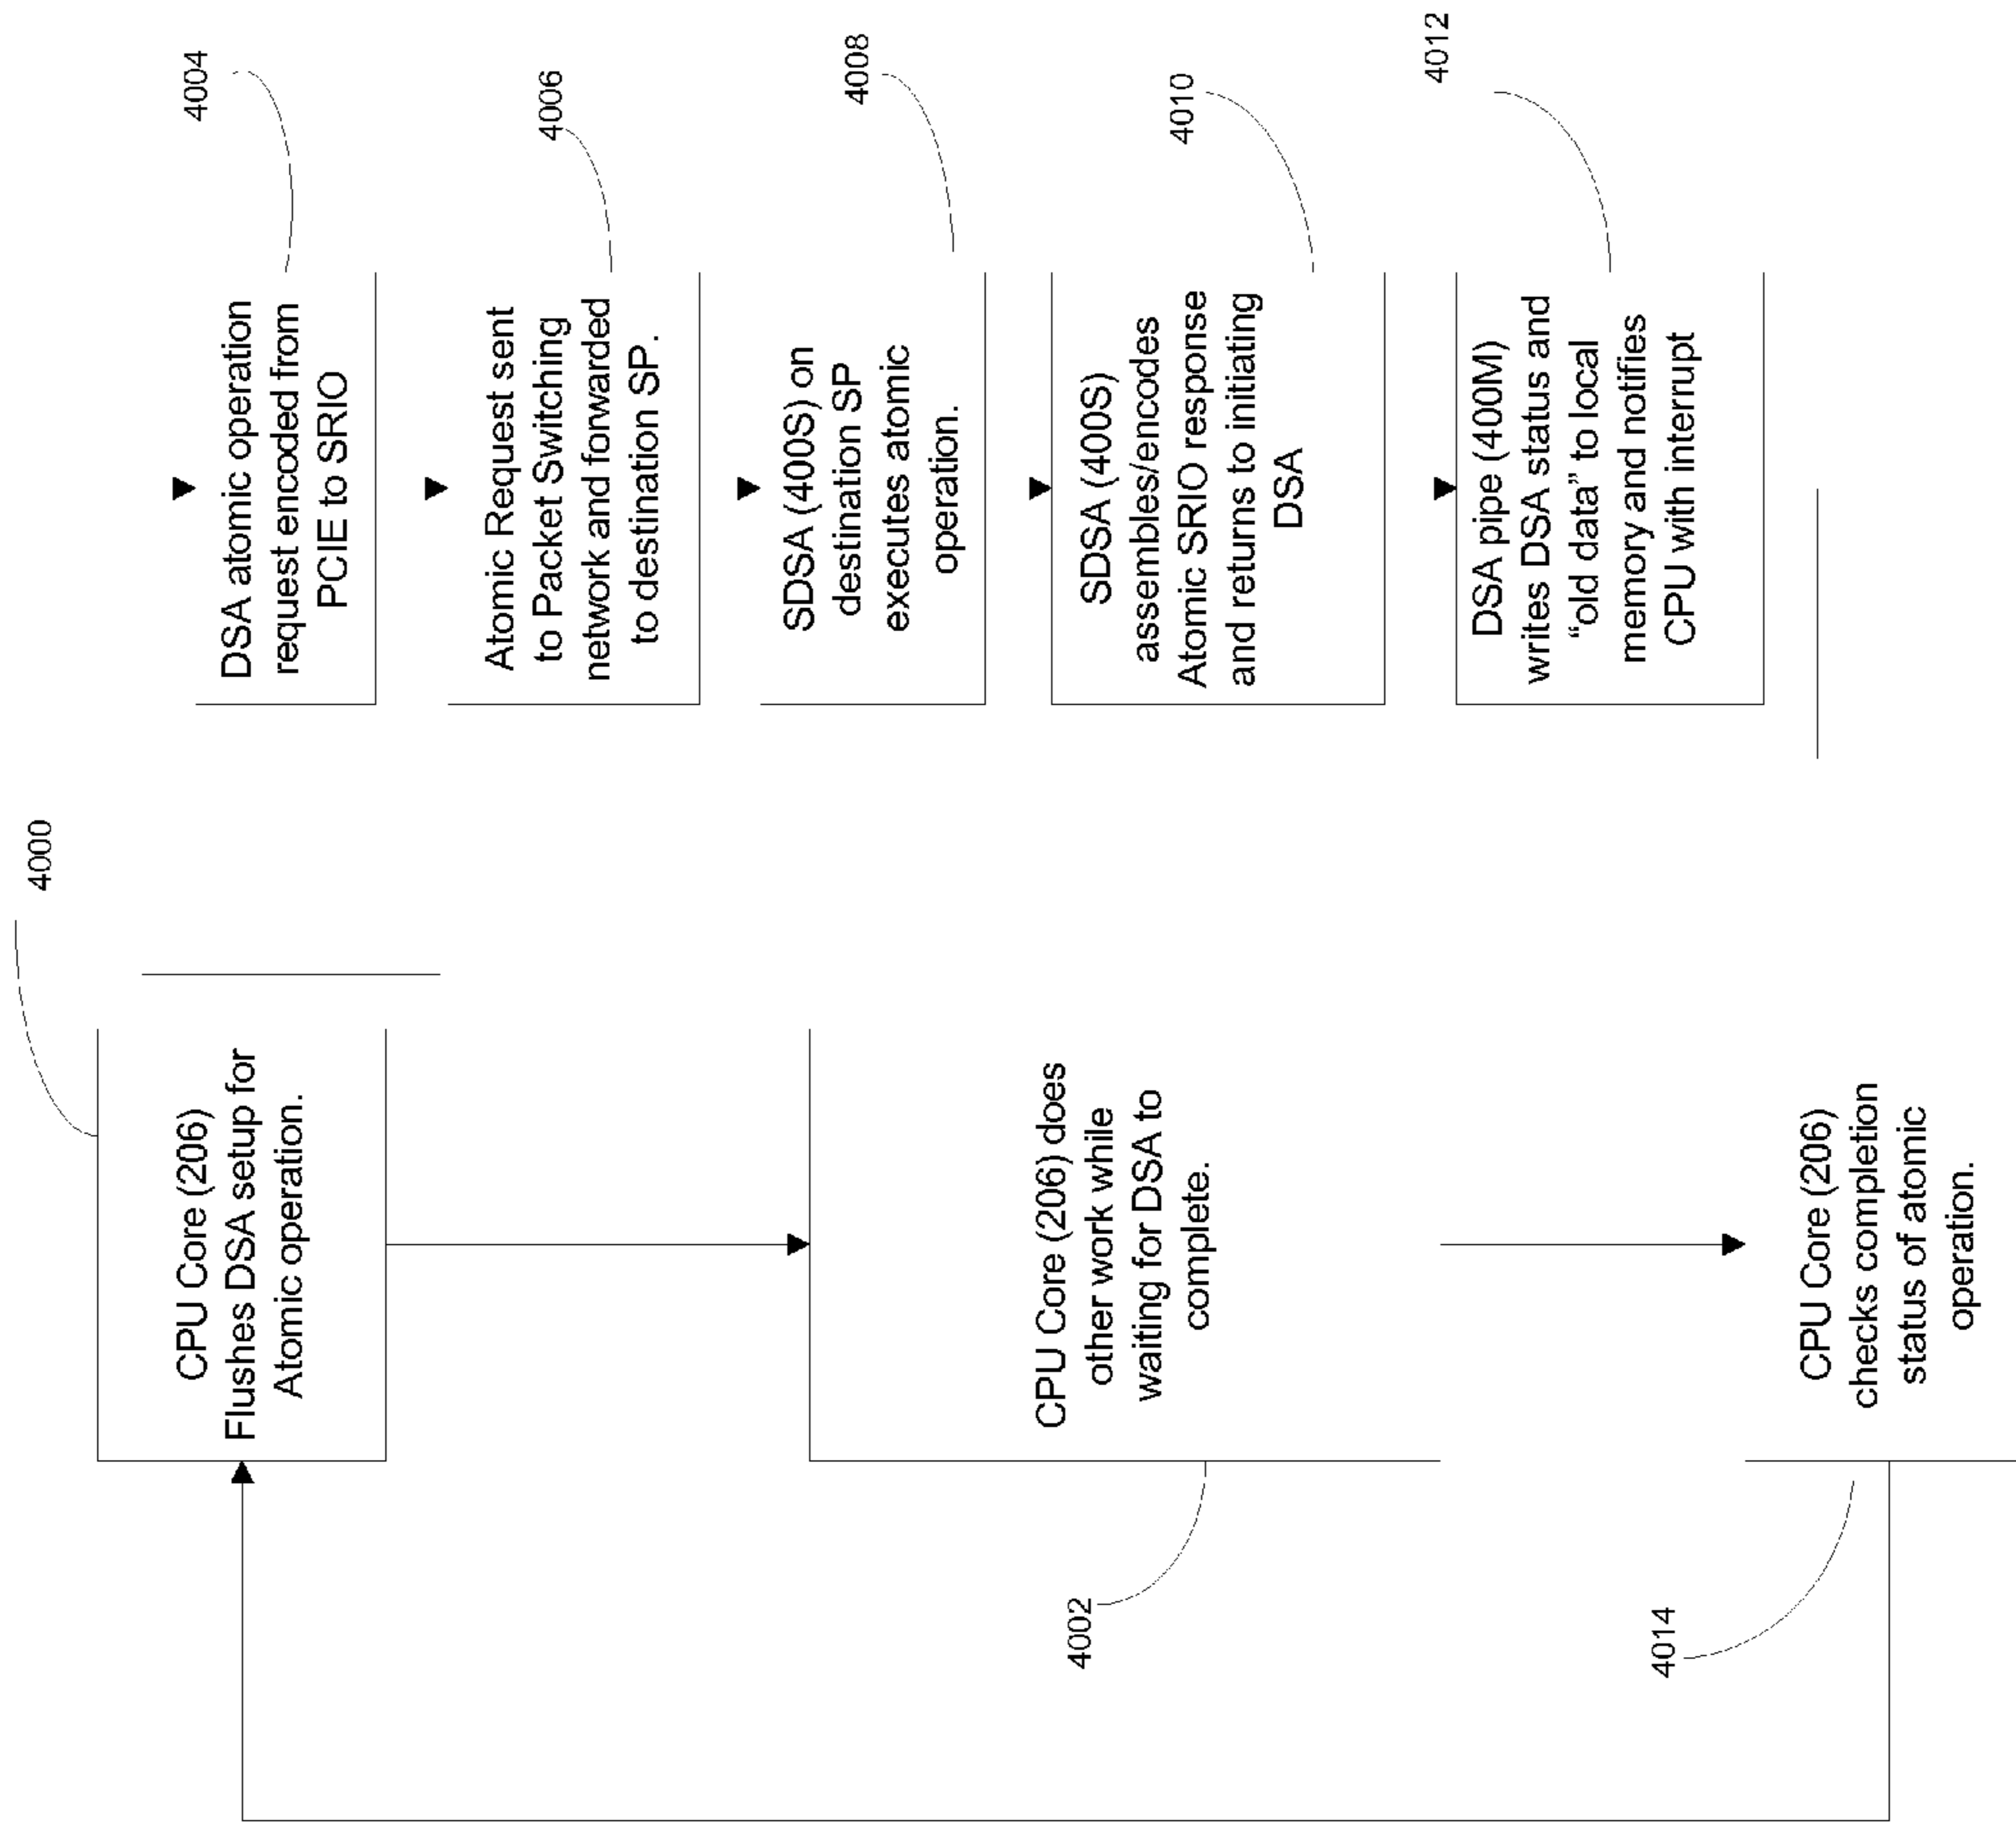 4000
CPU Core (206)
Flushes DSA setup for
Atomic operation.
4002
CPU Core (206) does
other work while
waiting for DSA to
complete.
4014
CPU Core (206)
checks completion
status of atomic
operation.
4004
DSA atomic operation
request encoded from
PCIE to SRIO
4006
Atomic Request sent
to Packet Switching
network and forwarded
to destination SP.
4008
SDSA (400S) on
destination SP
executes atomic
operation.
4010
SDSA (400S)
assembles/encodes
Atomic SRIO response
and returns to initiating
DSA
4012
DSA pipe (400M)
writes DSA status and
“old data” to local
memory and notifies
CPU with interrupt